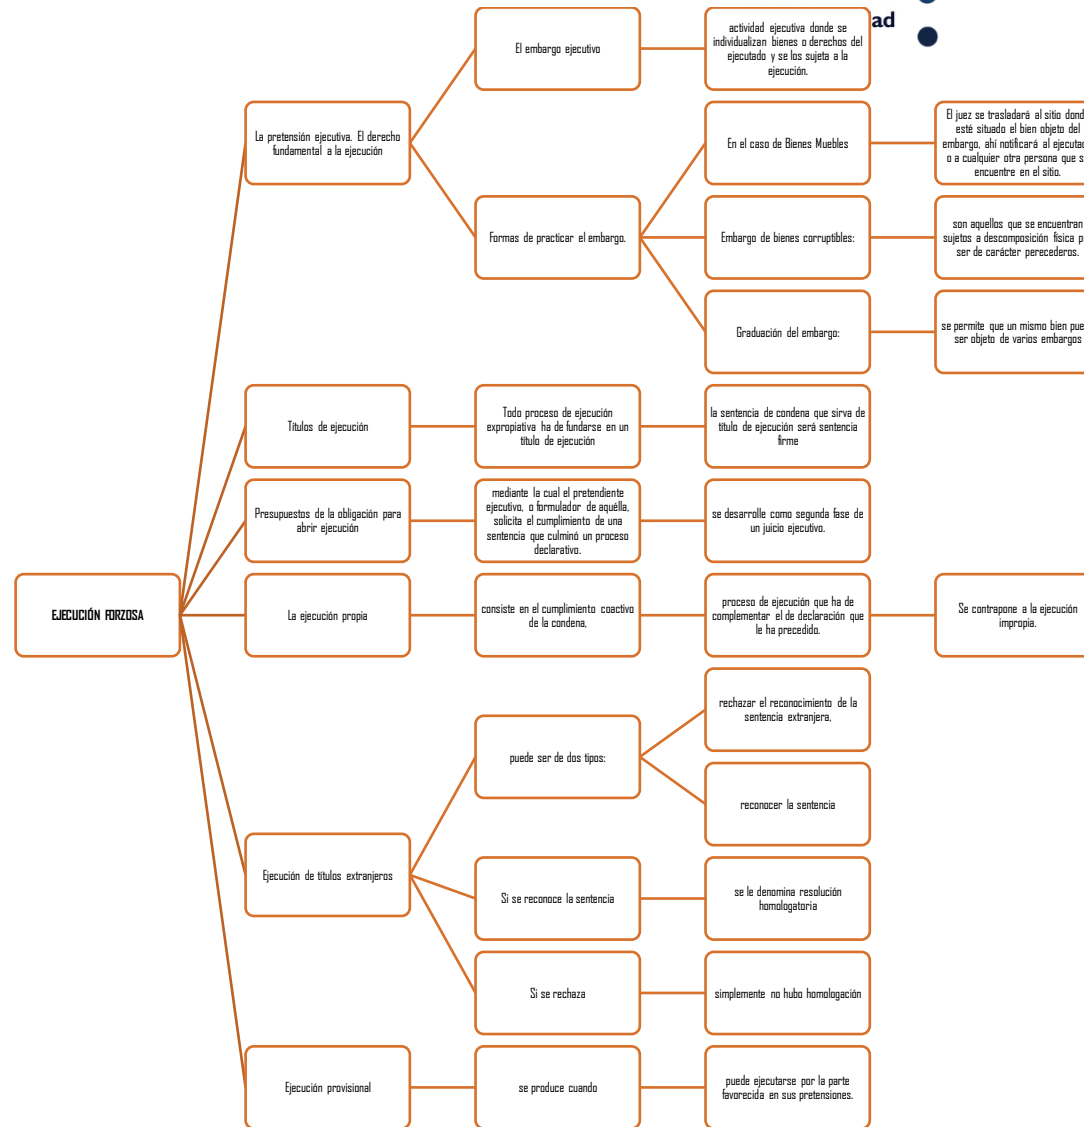 ad
El embargo ejecutivo
actividad ejecutiva donde se
individualizan bienes o derechos del
ejecutado y se los sujeta a la
ejecución.
La pretensión ejecutiva. El derecho
fundamental a la ejecución
En el caso de Bienes Muebles
El juez se trasladará al sitio dond
esté situado el bien objeto del
embargo, ahí notificará al ejecutad
o a cualquier otra persona que s
encuentre en el sitio.
Formas de practicar el embargo.
Embargo de bienes corruptibles:
son aquellos que se encuentran
sujetos a descomposición física p
ser de carácter perecederos.
Graduación del embargo:
se permite que un mismo bien pue
ser objeto de varios embargos
Títulos de ejecución
Todo proceso de ejecución
expropiativa ha de fundarse en un
título de ejecución
la sentencia de condena que sirva de
título de ejecución será sentencia
firme
Presupuestos de la obligación para
abrir ejecución
mediante la cual el pretendiente
ejecutivo, o formulador de aquélla,
solicita el cumplimiento de una
sentencia que culminó un proceso
declarativo.
se desarrolle como segunda fase de
un juicio ejecutivo.
EJECUCIÓN FORZOSA
La ejecución propia
consiste en el cumplimiento coactivo
de la condena,
proceso de ejecución que ha de
complementar el de declaración que
le ha precedido.
Se contrapone a la ejecución
impropia.
Ejecución de títulos extranjeros
puede ser de dos tipos:
rechazar el reconocimiento de la
sentencia extranjera,
reconocer la sentencia
Si se reconoce la sentencia
se le denomina resolución
homologatoria
Si se rechaza
simplemente no hubo homologación
Ejecución provisional
se produce cuando
puede ejecutarse por la parte
favorecida en sus pretensiones.